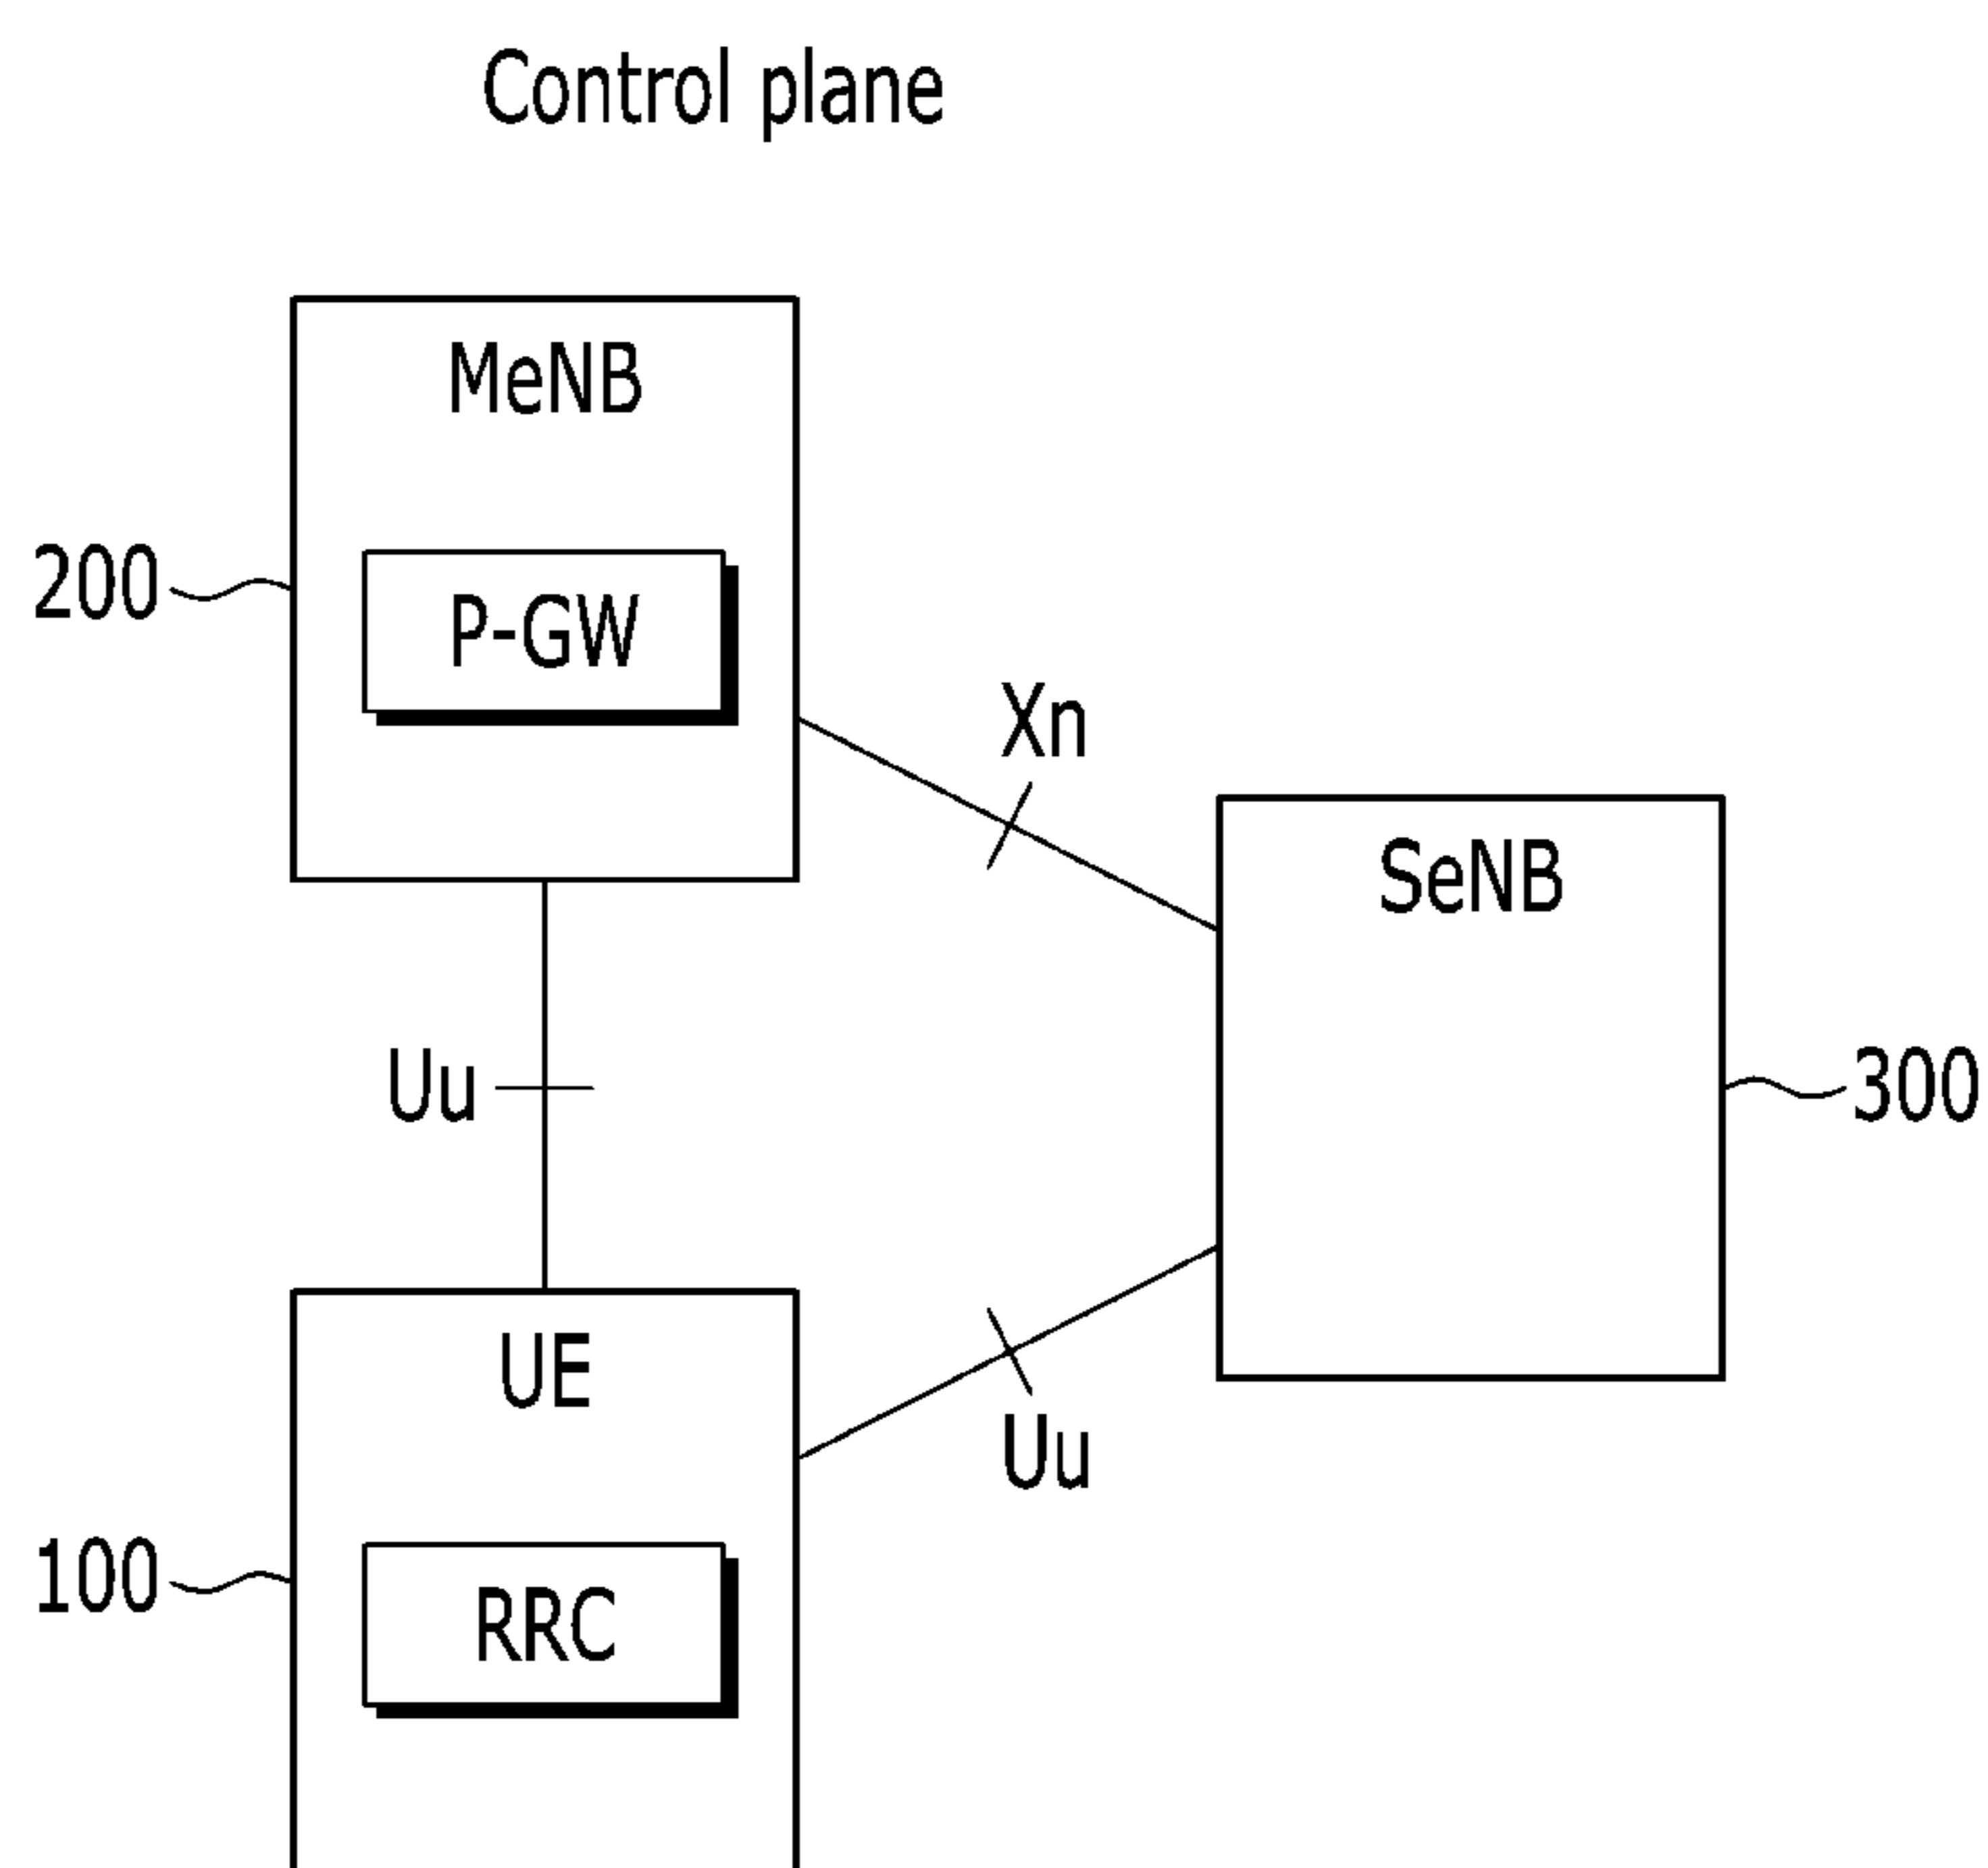 Control plane
MeNB
200
P-GW
Xn
SeNB
Uu
300
UE
Uu
100
RRC